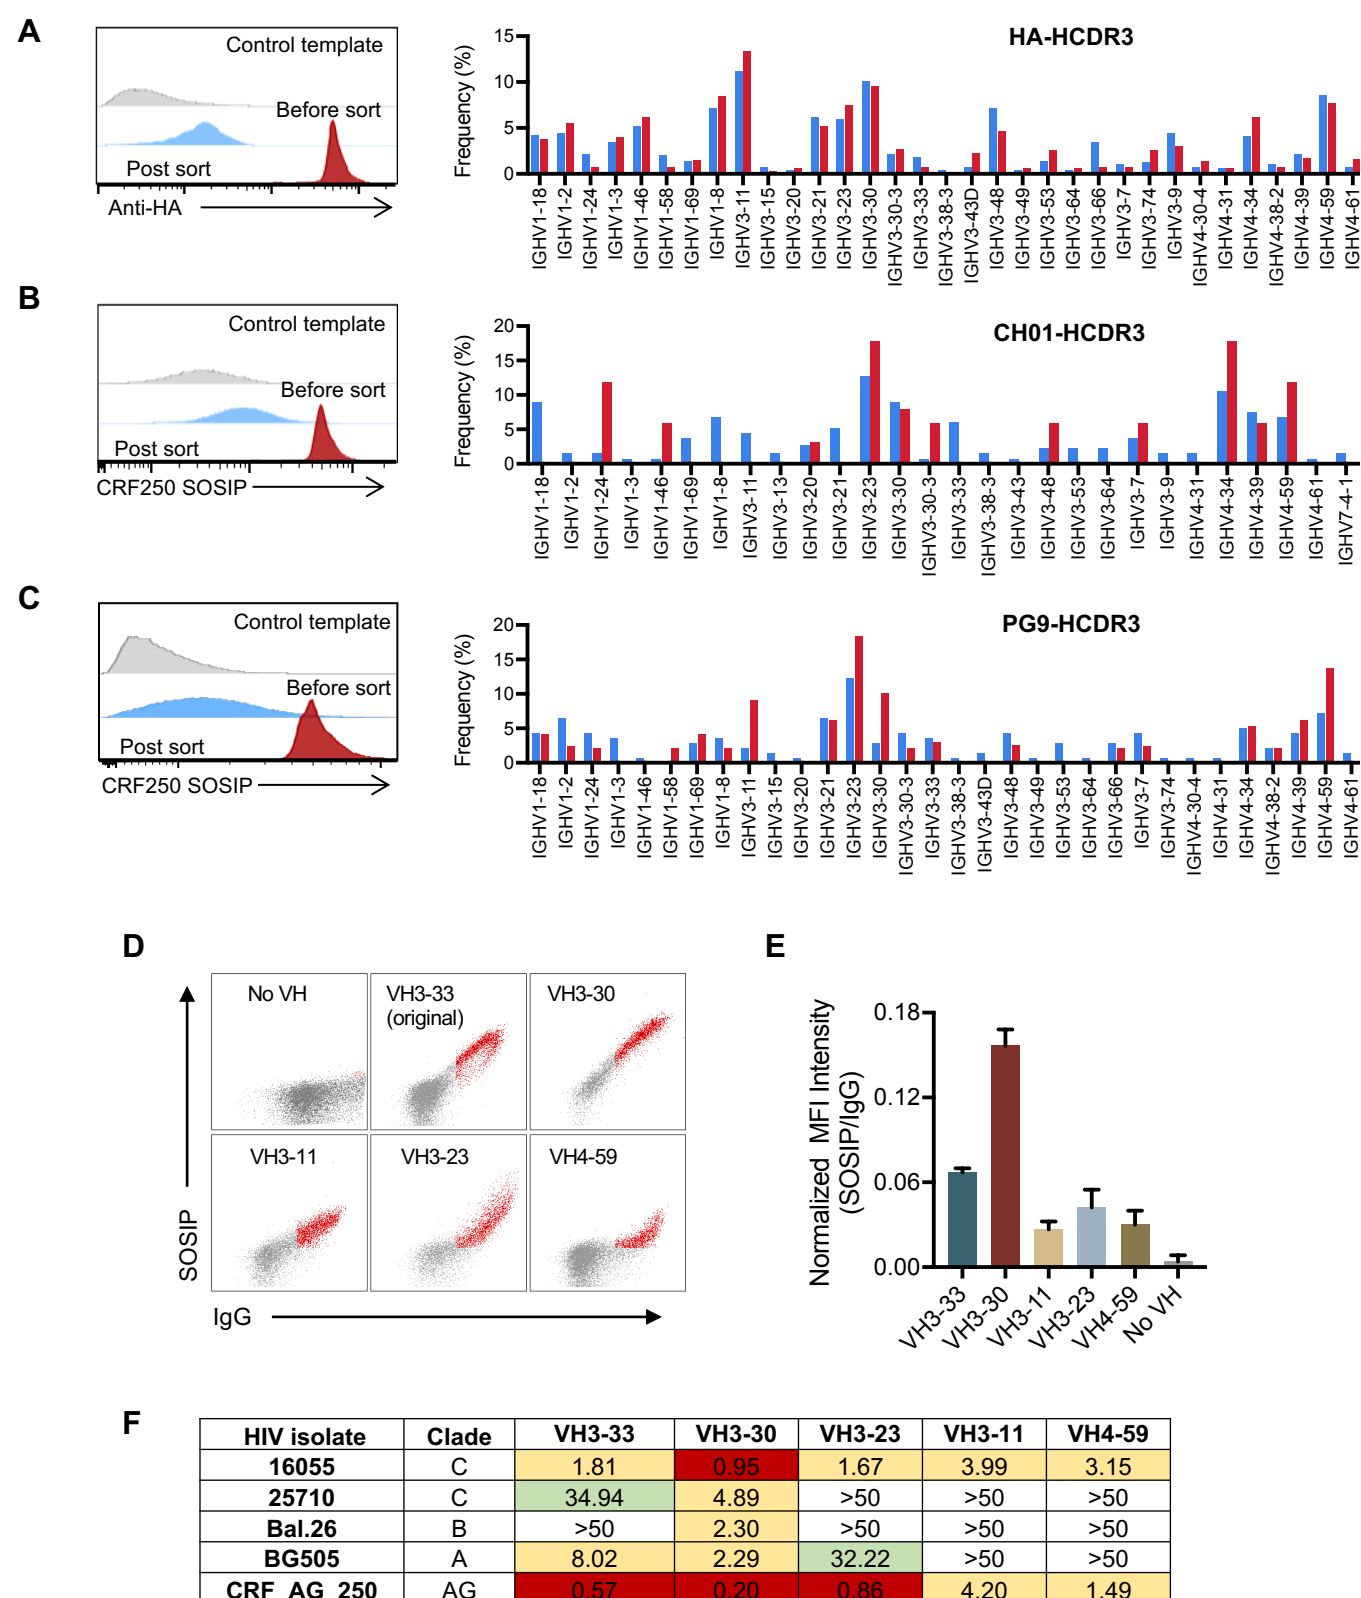 A
Control template
Before sort
Post sort
Anti-HA
HA-HCDR3
Frequency (%)
15
10
5
0
IGHV1-18
IGHV1-2
IGHV1-24
IGHV1-3
IGHV1-46
IGHV1-58
IGHV1-69
IGHV1-8
IGHV3-11
IGHV3-15
IGHV3-20
IGHV3-21
IGHV3-23
IGHV3-30
IGHV3-30-3
IGHV3-33
IGHV3-38-3
IGHV3-43D
IGHV3-48
IGHV3-49
IGHV3-53
IGHV3-64
IGHV3-66
IGHV3-7
IGHV3-74
IGHV3-9
IGHV4-30-4
IGHV4-31
IGHV4-34
IGHV4-38-2
IGHV4-39
IGHV4-59
IGHV4-61
B
Control template
Before sort
Post sort
CRF250 SOSIP
CH01-HCDR3
Frequency (%)
20
15
10
5
0
IGHV1-18
IGHV1-2
IGHV1-24
IGHV1-3
IGHV1-46
IGHV1-69
IGHV1-8
IGHV3-11
IGHV3-13
IGHV3-20
IGHV3-21
IGHV3-23
IGHV3-30
IGHV3-30-3
IGHV3-33
IGHV3-38-3
IGHV3-43
IGHV3-48
IGHV3-53
IGHV3-64
IGHV3-7
IGHV3-9
IGHV4-31
IGHV4-34
IGHV4-39
IGHV4-59
IGHV4-61
IGHV7-4-1
C
Control template
Before sort
Post sort
CRF250 SOSIP
PG9-HCDR3
Frequency (%)
20
15
10
5
0
IGHV1-18
IGHV1-2
IGHV1-24
IGHV1-3
IGHV1-46
IGHV1-58
IGHV1-69
IGHV1-8
IGHV3-11
IGHV3-15
IGHV3-20
IGHV3-21
IGHV3-23
IGHV3-30
IGHV3-30-3
IGHV3-33
IGHV3-38-3
IGHV3-43D
IGHV3-48
IGHV3-49
IGHV3-53
IGHV3-64
IGHV3-66
IGHV3-7
IGHV3-74
IGHV4-30-4
IGHV4-31
IGHV4-34
IGHV4-38-2
IGHV4-39
IGHV4-59
IGHV4-61
D
No VH
VH3-33
(original)
VH3-30
VH3-11
VH3-23
VH4-59
SOSIP
IgG
E
Normalized MFI Intensity
(SOSIP/IgG)
0.18
0.12
0.06
0.00
VH3-33
VH3-30
VH3-11
VH3-23
VH4-59
No VH
F
HIV isolate Clade VH3-33 VH3-30 VH3-23 VH3-11 VH4-59
16055 C 1.81 0.95 1.67 3.99 3.15
25710 C 34.94 4.89 >50 >50 >50
Bal.26 B >50 2.30 >50 >50 >50
BG505 A 8.02 2.29 32.22 >50 >50
CRF_AG_250 AG 0.57 0.20 0.86 4.20 1.49